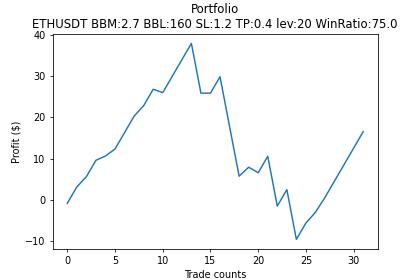 Portfolio
ETHUSDT BBM:2.7 BBL:160 SL:1.2 TP:0.4 lev:20 WinRatio:75.0
40
30
20
10
0
−10
Profit ($)
0 5 10 15 20 25 30
Trade counts